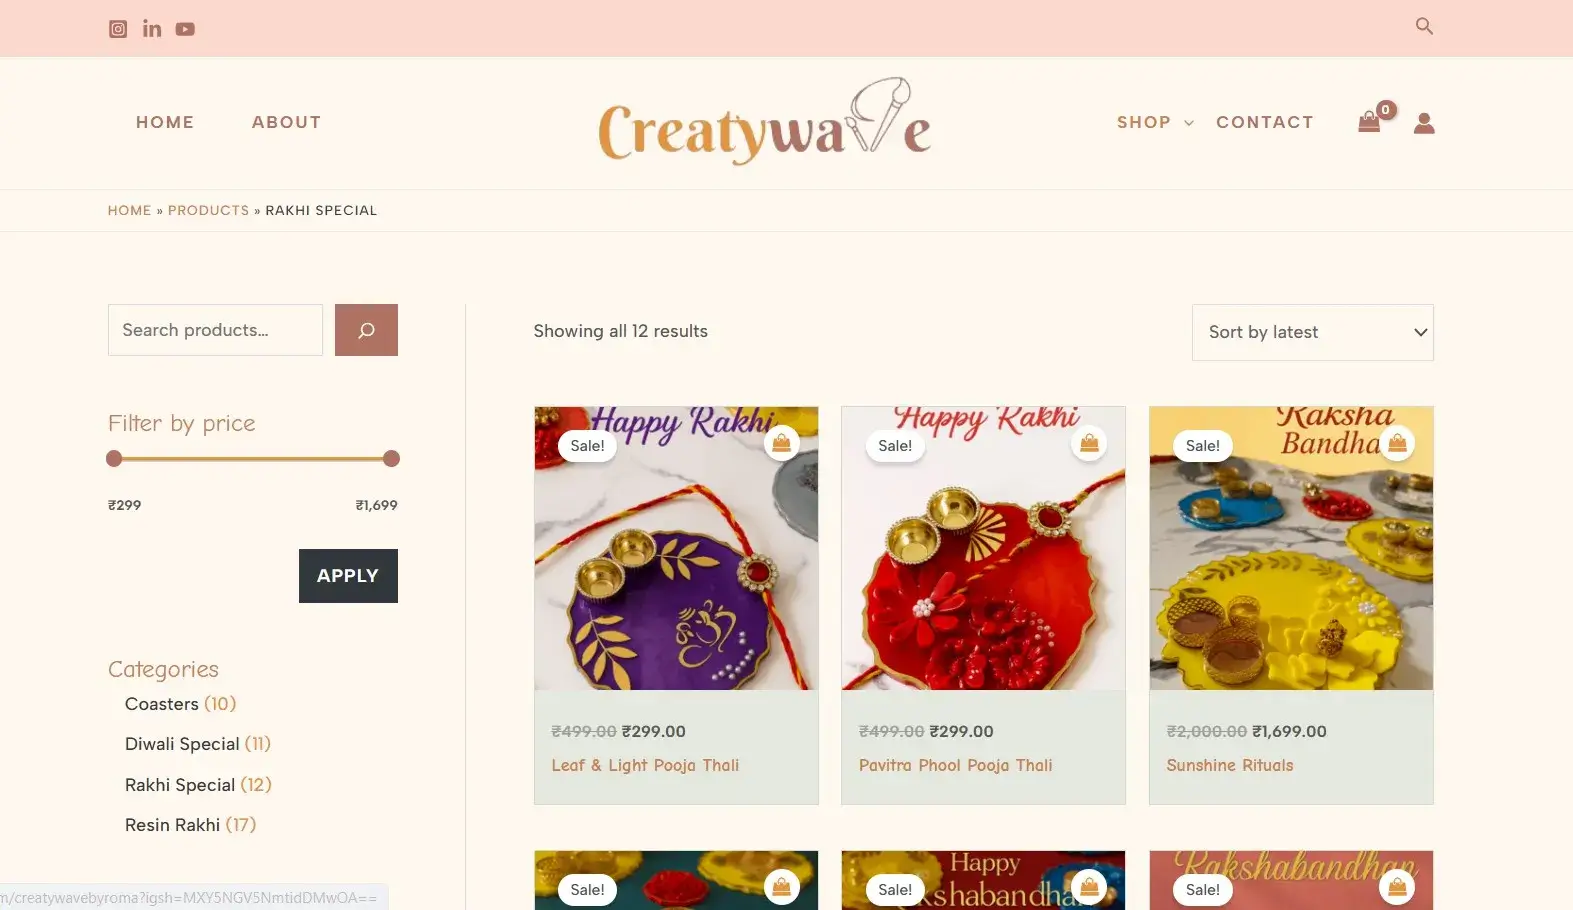 HOME
ABOUT
Creatywave
SHOP
CONTACT
0
HOME » PRODUCTS » RAKHI SPECIAL
Search products...
Showing all 12 results
Sort by latest
Filter by price
₹299
₹1,699
APPLY
Categories
Coasters (10)
Diwali Special (11)
Rakhi Special (12)
Resin Rakhi (17)
Happy Rakhi
Sale!
₹499.00 ₹299.00
Leaf & Light Pooja Thali
Happy Rakhi
Sale!
₹499.00 ₹299.00
Pavitra Phool Pooja Thali
Raksha
Bandha
Sale!
₹2,000.00 ₹1,699.00
Sunshine Rituals
Sale!
Happy
kshabandha
Sale!
Rakshabandhan
Sale!
m/creatywavebyroma?igsh=MXY5NGV5NmtidDMwOA==